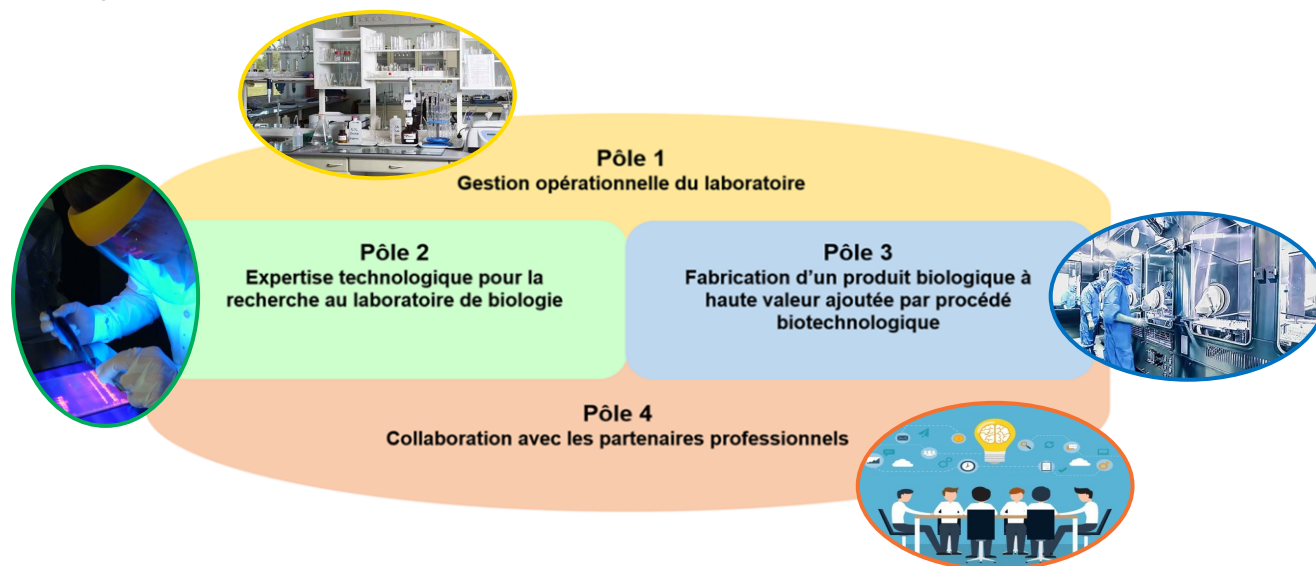 Pôle 1
Gestion opérationnelle du laboratoire
Pôle 2
Expertise technologique pour la
recherche au laboratoire de biologie
Pôle 3
Fabrication d'un produit biologique à
haute valeur ajoutée par procédé
biotechnologique
Pôle 4
Collaboration avec les partenaires professionnels